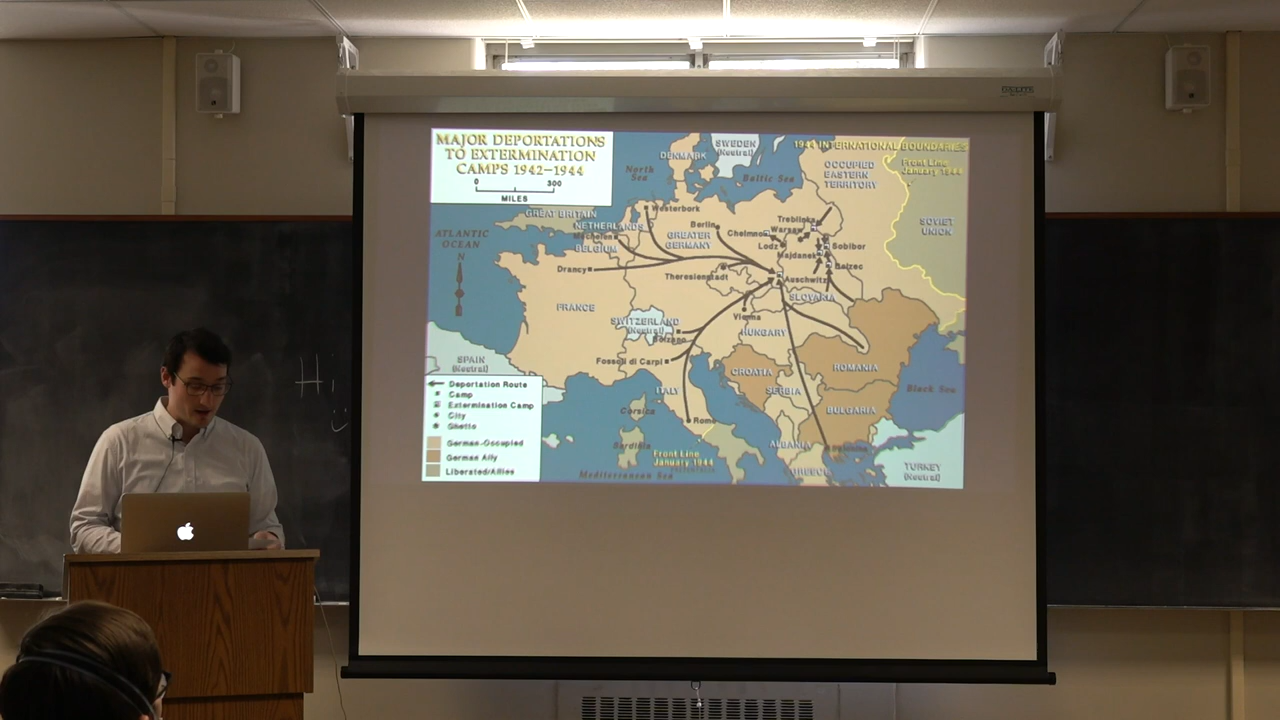 DA-LITE
MAJOR DEPORTATIONS
TO EXTERMINATION
CAMPS 1942-1944
0 300
MILES
SWEDEN
(Neutral)
DENMARK
North
Sea
Baltic Sea
1944 INTERNATIONAL BOUNDARIES
OCCUPIED
EASTERN
TERRITORY
Front Line
January 1944
SOVIET
UNION
GREAT BRITAIN
Westerbork
NETHERLANDS
Berlin
Treblinka
Chelmno
Warsaw
ATLANTIC
OCEAN
N
BELGIUM
GREATER
GERMANY
Lodz
Sobibor
Majdanek
Drancy
Belzec
Theresienstadt
Auschwitz
SLOVAKIA
FRANCE
Vienna
SWITZERLAND
(Neutral)
HUNGARY
Bolzano
SPAIN
(Neutral)
Fossoli di Carpi
CROATIA
ROMANIA
ITALY
SERBIA
Black Sea
Corsica
BULGARIA
Rome
Sardinia
Front Line
January 1944
ALBANIA
GREECE
TURKEY
(Neutral)
Mediterranean Sea
Deportation Route
Camp
Extermination Camp
City
Ghetto
German-Occupied
German Ally
Liberated/Allies